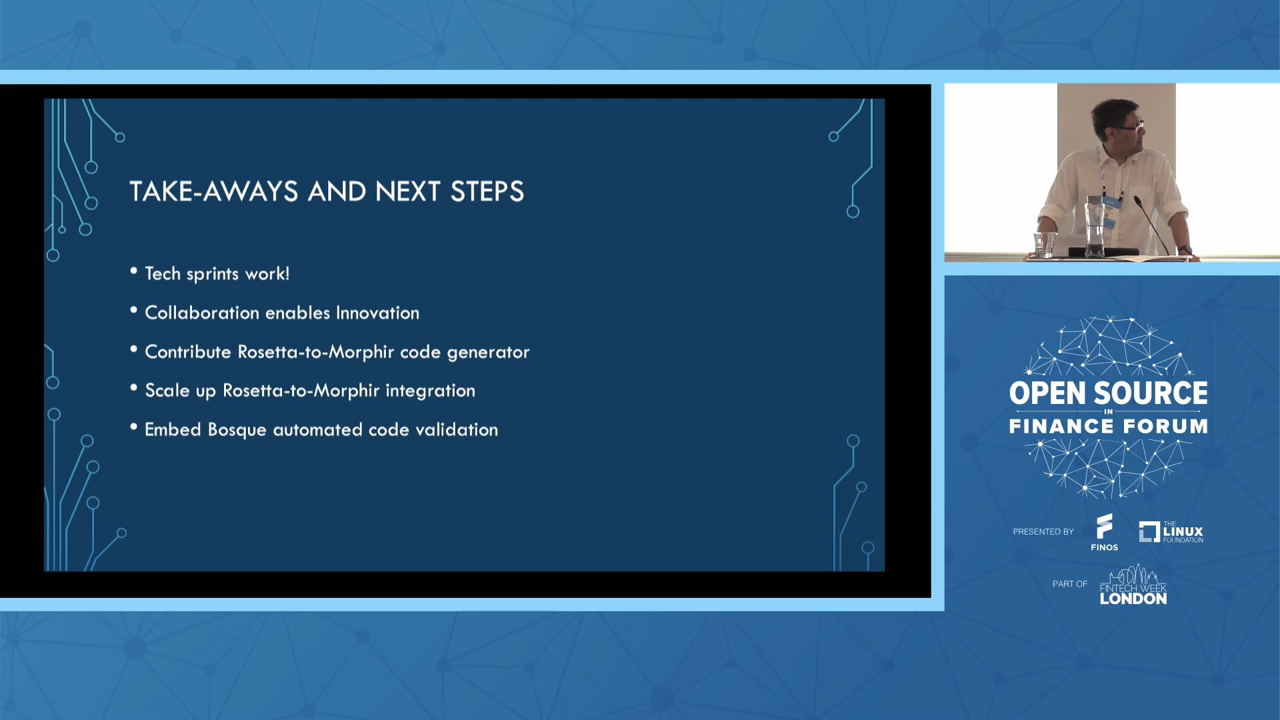 TAKE-AWAYS AND NEXT STEPS
• Tech sprints work!
• Collaboration enables Innovation
• Contribute Rosetta-to-Morphir code generator
• Scale up Rosetta-to-Morphir integration
• Embed Bosque automated code validation
OPEN SOURCE
IN
FINANCE FORUM
PRESENTED BY
FINOS
THE
LINUX
FOUNDATION
PART OF
FINTECH WEEK
LONDON